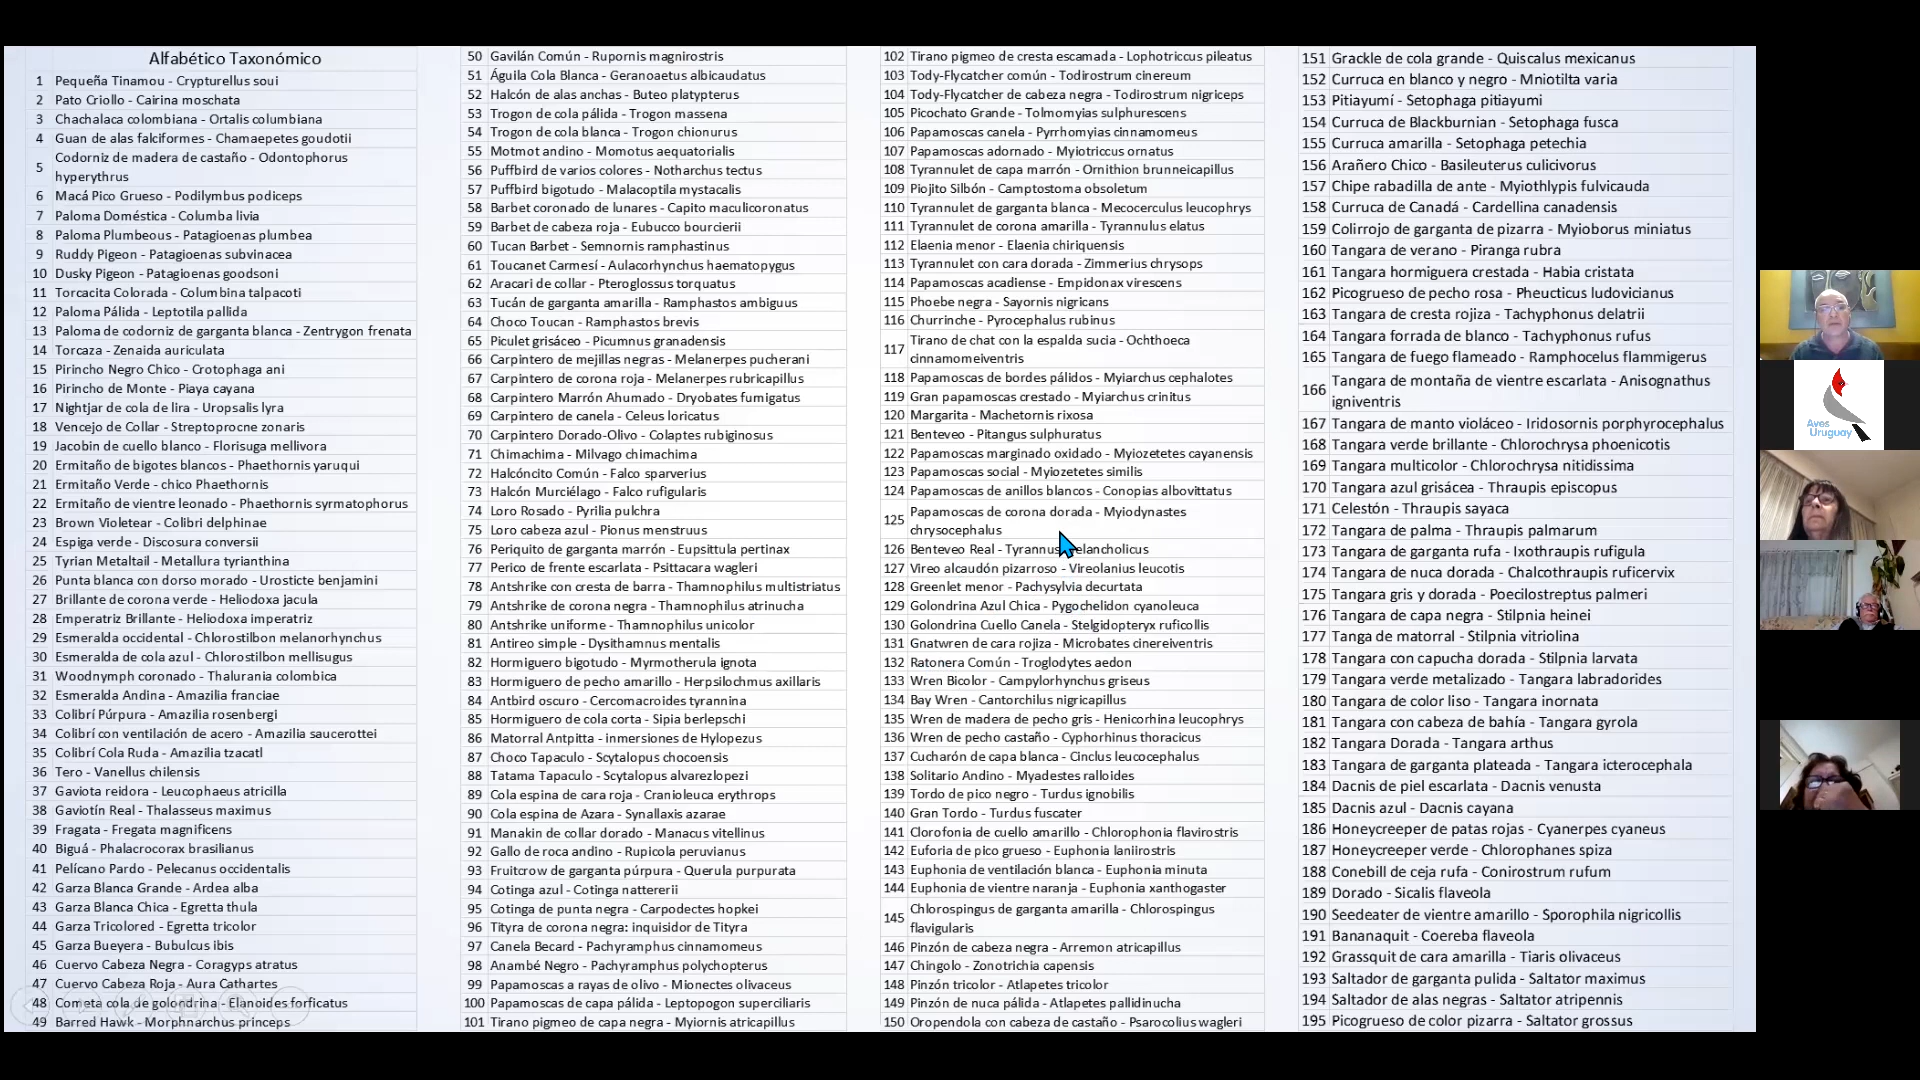 Alfabético Taxonómico
1 Pequeña Tinamou - Crypturellus soui
2 Pato Criollo - Cairina moschata
3 Chachalaca colombiana - Ortalis columbiana
4 Guan de alas falciformes - Chamaepetes goudotii
5 Codorniz de madera de castaño - Odontophorus
hyperythrus
6 Macá Pico Grueso - Podilymbus podiceps
7 Paloma Doméstica - Columba livia
8 Paloma Plumbeous - Patagioenas plumbea
9 Ruddy Pigeon - Patagioenas subvinacea
10 Dusky Pigeon - Patagioenas goodsoni
11 Torcacita Colorada - Columbina talpacoti
12 Paloma Pálida - Leptotila pallida
13 Paloma de codorniz de garganta blanca - Zentrygon frenata
14 Torcaza - Zenaida auriculata
15 Pirincho Negro Chico - Crotophaga ani
16 Pirincho de Monte - Piaya cayana
17 Nightjar de cola de lira - Uropsalis lyra
18 Vencejo de Collar - Streptoprocne zonaris
19 Jacobin de cuello blanco - Florisuga mellivora
20 Ermitaño de bigotes blancos - Phaethornis yaruqui
21 Ermitaño Verde - chico Phaethornis
22 Ermitaño de vientre leonado - Phaethornis syrmatophorus
23 Brown Violetear - Colibri delphinae
24 Espiga verde - Discosura conversii
25 Tyrian Metaltail - Metallura tyrianthina
26 Punta blanca con dorso morado - Urosticte benjamini
27 Brillante de corona verde - Heliodoxa jacula
28 Emperatriz Brillante - Heliodoxa imperatriz
29 Esmeralda occidental - Chlorostilbon melanorhynchus
30 Esmeralda de cola azul - Chlorostilbon mellisugus
31 Woodnymph coronado - Thalurania colombica
32 Esmeralda Andina - Amazilia franciae
33 Colibrí Púrpura - Amazilia rosenbergi
34 Colibrí con ventilación de acero - Amazilia saucerottei
35 Colibrí Cola Ruda - Amazilia tzacatl
36 Tero - Vanellus chilensis
37 Gaviota reidora - Leucophaeus atricilla
38 Gaviotín Real - Thalasseus maximus
39 Fragata - Fregata magnificens
40 Biguá - Phalacrocorax brasilianus
41 Pelícano Pardo - Pelecanus occidentalis
42 Garza Blanca Grande - Ardea alba
43 Garza Blanca Chica - Egretta thula
44 Garza Tricolored - Egretta tricolor
45 Garza Bueyera - Bubulcus ibis
46 Cuervo Cabeza Negra - Coragyps atratus
47 Cuervo Cabeza Roja - Aura Cathartes
48 Cometa cola de golondrina - Elanoides forficatus
49 Barred Hawk - Morphnarchus princeps
50 Gavilán Común - Rupornis magnirostris
51 Águila Cola Blanca - Geranoaetus albicaudatus
52 Halcón de alas anchas - Buteo platypterus
53 Trogon de cola pálida - Trogon massena
54 Trogon de cola blanca - Trogon chionurus
55 Motmot andino - Momotus aequatorialis
56 Puffbird de varios colores - Notharchus tectus
57 Puffbird bigotudo - Malacoptila mystacalis
58 Barbet coronado de lunares - Capito maculicoronatus
59 Barbet de cabeza roja - Eubucco bourcierii
60 Tucan Barbet - Semnornis ramphastinus
61 Toucanet Carmesí - Aulacorhynchus haematopygus
62 Aracari de collar - Pteroglossus torquatus
63 Tucán de garganta amarilla - Ramphastos ambiguus
64 Choco Toucan - Ramphastos brevis
65 Piculet grisáceo - Picumnus granadensis
66 Carpintero de mejillas negras - Melanerpes pucherani
67 Carpintero de corona roja - Melanerpes rubricapillus
68 Carpintero Marrón Ahumado - Dryobates fumigatus
69 Carpintero de canela - Celeus loricatus
70 Carpintero Dorado-Olivo - Colaptes rubiginosus
71 Chimachima - Milvago chimachima
72 Halcóncito Común - Falco sparverius
73 Halcón Murciélago - Falco rufigularis
74 Loro Rosado - Pyrilia pulchra
75 Loro cabeza azul - Pionus menstruus
76 Periquito de garganta marrón - Eupsittula pertinax
77 Perico de frente escarlata - Psittacara wagleri
78 Antshrike con cresta de barra - Thamnophilus multistriatus
79 Antshrike de corona negra - Thamnophilus atrinucha
80 Antshrike uniforme - Thamnophilus unicolor
81 Antireo simple - Dysithamnus mentalis
82 Hormiguero bigotudo - Myrmotherula ignota
83 Hormiguero de pecho amarillo - Herpsilochmus axillaris
84 Antbird oscuro - Cercomacroides tyrannina
85 Hormiguero de cola corta - Sipia berlepschi
86 Matorral Antpitta - inmersiones de Hylopezus
87 Choco Tapaculo - Scytalopus chocoensis
88 Tatama Tapaculo - Scytalopus alvarezlopezi
89 Cola espina de cara roja - Cranioleuca erythrops
90 Cola espina de Azara - Synallaxis azarae
91 Manakin de collar dorado - Manacus vitellinus
92 Gallo de roca andino - Rupicola peruvianus
93 Fruitcrow de garganta púrpura - Querula purpurata
94 Cotinga azul - Cotinga nattererii
95 Cotinga de punta negra - Carpodectes hopkei
96 Tityra de corona negra: inquisidor de Tityra
97 Canela Becard - Pachyramphus cinnamomeus
98 Anambé Negro - Pachyramphus polychopterus
99 Papamoscas a rayas de olivo - Mionectes olivaceus
100 Papamoscas de capa pálida - Leptopogon superciliaris
101 Tirano pigmeo de capa negra - Myiornis atricapillus
102 Tirano pigmeo de cresta escamada - Lophotriccus pileatus
103 Tody-Flycatcher común - Todirostrum cinereum
104 Tody-Flycatcher de cabeza negra - Todirostrum nigriceps
105 Picochato Grande - Tolmomyias sulphurescens
106 Papamoscas canela - Pyrrhomyias cinnamomeus
107 Papamoscas adornado - Myiotriccus ornatus
108 Tyrannulet de capa marrón - Ornithion brunneicapillus
109 Piojito Silbón - Camptostoma obsoletum
110 Tyrannulet de garganta blanca - Mecocerculus leucophrys
111 Tyrannulet de corona amarilla - Tyrannulus elatus
112 Elaenia menor - Elaenia chiriquensis
113 Tyrannulet con cara dorada - Zimmerius chrysops
114 Papamoscas acadiense - Empidonax virescens
115 Phoebe negra - Sayornis nigricans
116 Churrinche - Pyrocephalus rubinus
117 Tirano de chat con la espalda sucia - Ochthoeca
cinnamomeiventris
118 Papamoscas de bordes pálidos - Myiarchus cephalotes
119 Gran papamoscas crestado - Myiarchus crinitus
120 Margarita - Machetornis rixosa
121 Benteveo - Pitangus sulphuratus
122 Papamoscas marginado oxidado - Myiozetetes cayanensis
123 Papamoscas social - Myiozetetes similis
124 Papamoscas de anillos blancos - Conopias albovittatus
125 Papamoscas de corona dorada - Myiodynastes
chrysocephalus
126 Benteveo Real - Tyrannus melancholicus
127 Vireo alcaudón pizarroso - Vireolanius leucotis
128 Greenlet menor - Pachysylvia decurtata
129 Golondrina Azul Chica - Pygochelidon cyanoleuca
130 Golondrina Cuello Canela - Stelgidopteryx ruficollis
131 Gnatwren de cara rojiza - Microbates cinereiventris
132 Ratonera Común - Troglodytes aedon
133 Wren Bicolor - Campylorhynchus griseus
134 Bay Wren - Cantorchilus nigricapillus
135 Wren de madera de pecho gris - Henicorhina leucophrys
136 Wren de pecho castaño - Cyphorhinus thoracicus
137 Cucharón de capa blanca - Cinclus leucocephalus
138 Solitario Andino - Myadestes ralloides
139 Tordo de pico negro - Turdus ignobilis
140 Gran Tordo - Turdus fuscater
141 Clorofonia de cuello amarillo - Chlorophonia flavirostris
142 Euforia de pico grueso - Euphonia laniirostris
143 Euphonia de ventilación blanca - Euphonia minuta
144 Euphonia de vientre naranja - Euphonia xanthogaster
145 Chlorospingus de garganta amarilla - Chlorospingus
flavigularis
146 Pinzón de cabeza negra - Arremon atricapillus
147 Chingolo - Zonotrichia capensis
148 Pinzón tricolor - Atlapetes tricolor
149 Pinzón de nuca pálida - Atlapetes pallidinucha
150 Oropendola con cabeza de castaño - Psarocolius wagleri
151 Grackle de cola grande - Quiscalus mexicanus
152 Curruca en blanco y negro - Mniotilta varia
153 Pitiayumí - Setophaga pitiayumi
154 Curruca de Blackburnian - Setophaga fusca
155 Curruca amarilla - Setophaga petechia
156 Arañero Chico - Basileuterus culicivorus
157 Chipe rabadilla de ante - Myiothlypis fulvicauda
158 Curruca de Canadá - Cardellina canadensis
159 Colirrojo de garganta de pizarra - Myioborus miniatus
160 Tangara de verano - Piranga rubra
161 Tangara hormiguera crestada - Habia cristata
162 Picogrueso de pecho rosa - Pheucticus ludovicianus
163 Tangara de cresta rojiza - Tachyphonus delatrii
164 Tangara forrada de blanco - Tachyphonus rufus
165 Tangara de fuego flameado - Ramphocelus flammigerus
166 Tangara de montaña de vientre escarlata - Anisognathus
igniventris
167 Tangara de manto violáceo - Iridosornis porphyrocephalus
168 Tangara verde brillante - Chlorochrysa phoenicotis
169 Tangara multicolor - Chlorochrysa nitidissima
170 Tangara azul grisácea - Thraupis episcopus
171 Celestón - Thraupis sayaca
172 Tangara de palma - Thraupis palmarum
173 Tangara de garganta rufa - Ixothraupis rufigula
174 Tangara de nuca dorada - Chalcothraupis ruficervix
175 Tangara gris y dorada - Poecilostreptus palmeri
176 Tangara de capa negra - Stilpnia heinei
177 Tanga de matorral - Stilpnia vitriolina
178 Tangara con capucha dorada - Stilpnia larvata
179 Tangara verde metalizado - Tangara labradorides
180 Tangara de color liso - Tangara inornata
181 Tangara con cabeza de bahía - Tangara gyrola
182 Tangara Dorada - Tangara arthus
183 Tangara de garganta plateada - Tangara icterocephala
184 Dacnis de piel escarlata - Dacnis venusta
185 Dacnis azul - Dacnis cayana
186 Honeycreeper de patas rojas - Cyanerpes cyaneus
187 Honeycreeper verde - Chlorophanes spiza
188 Conebill de ceja rufa - Conirostrum rufum
189 Dorado - Sicalis flaveola
190 Seedeater de vientre amarillo - Sporophila nigricollis
191 Bananaquit - Coereba flaveola
192 Grassquit de cara amarilla - Tiaris olivaceus
193 Saltador de garganta pulida - Saltator maximus
194 Saltador de alas negras - Saltator atripennis
195 Picogrueso de color pizarra - Saltator grossus
Aves
Uruguay